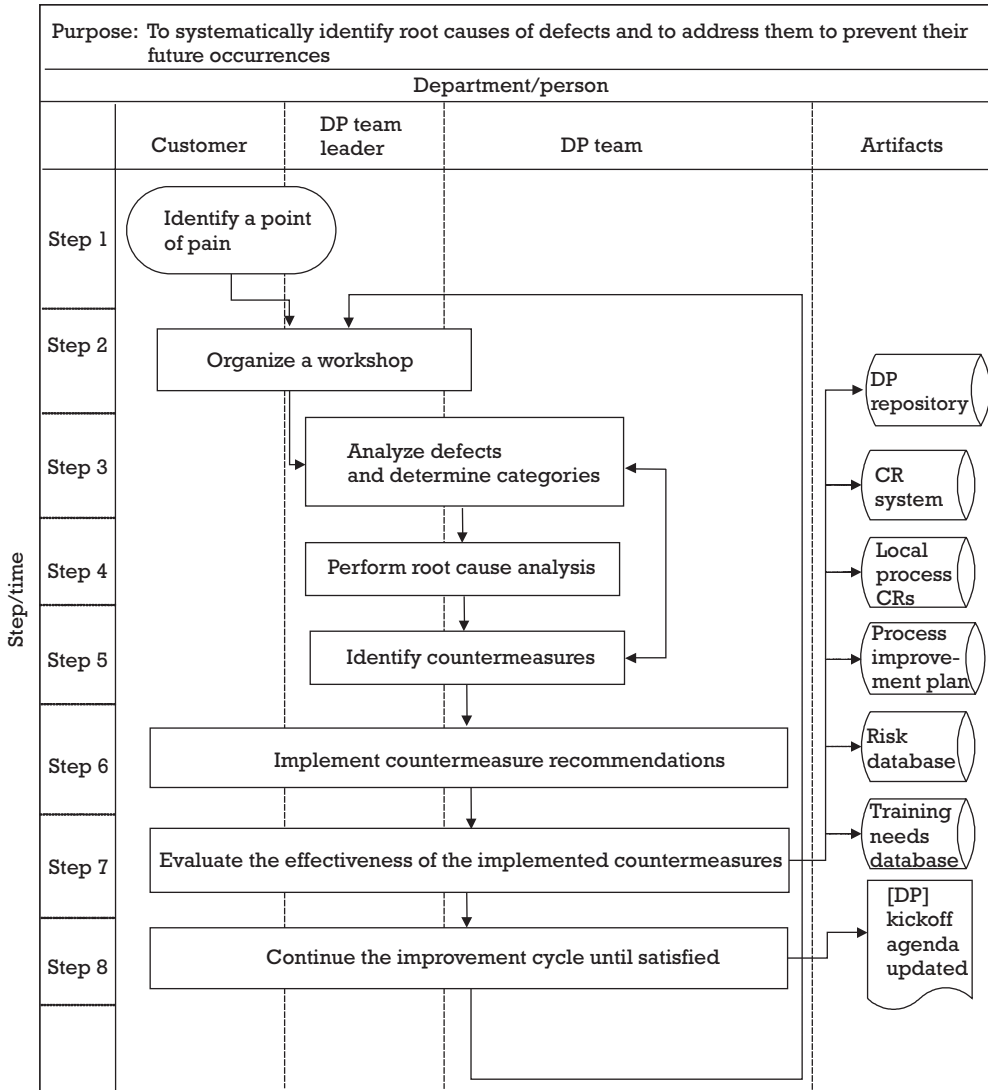 Purpose: To systematically identify root causes of defects and to address them to prevent their
future occurrences
Department/person
Customer
DP team
leader
DP team
Artifacts
Step/time
Step 1
Identify a point
of pain
Step 2
Organize a workshop
DP
repository
Step 3
Analyze defects
and determine categories
CR
system
Step 4
Perform root cause analysis
Local
process
CRs
Step 5
Identify countermeasures
Process
improve-
ment plan
Step 6
Implement countermeasure recommendations
Risk
database
Step 7
Evaluate the effectiveness of the implemented countermeasures
Training
needs
database
Step 8
Continue the improvement cycle until satisfied
[DP]
kickoff
agenda
updated